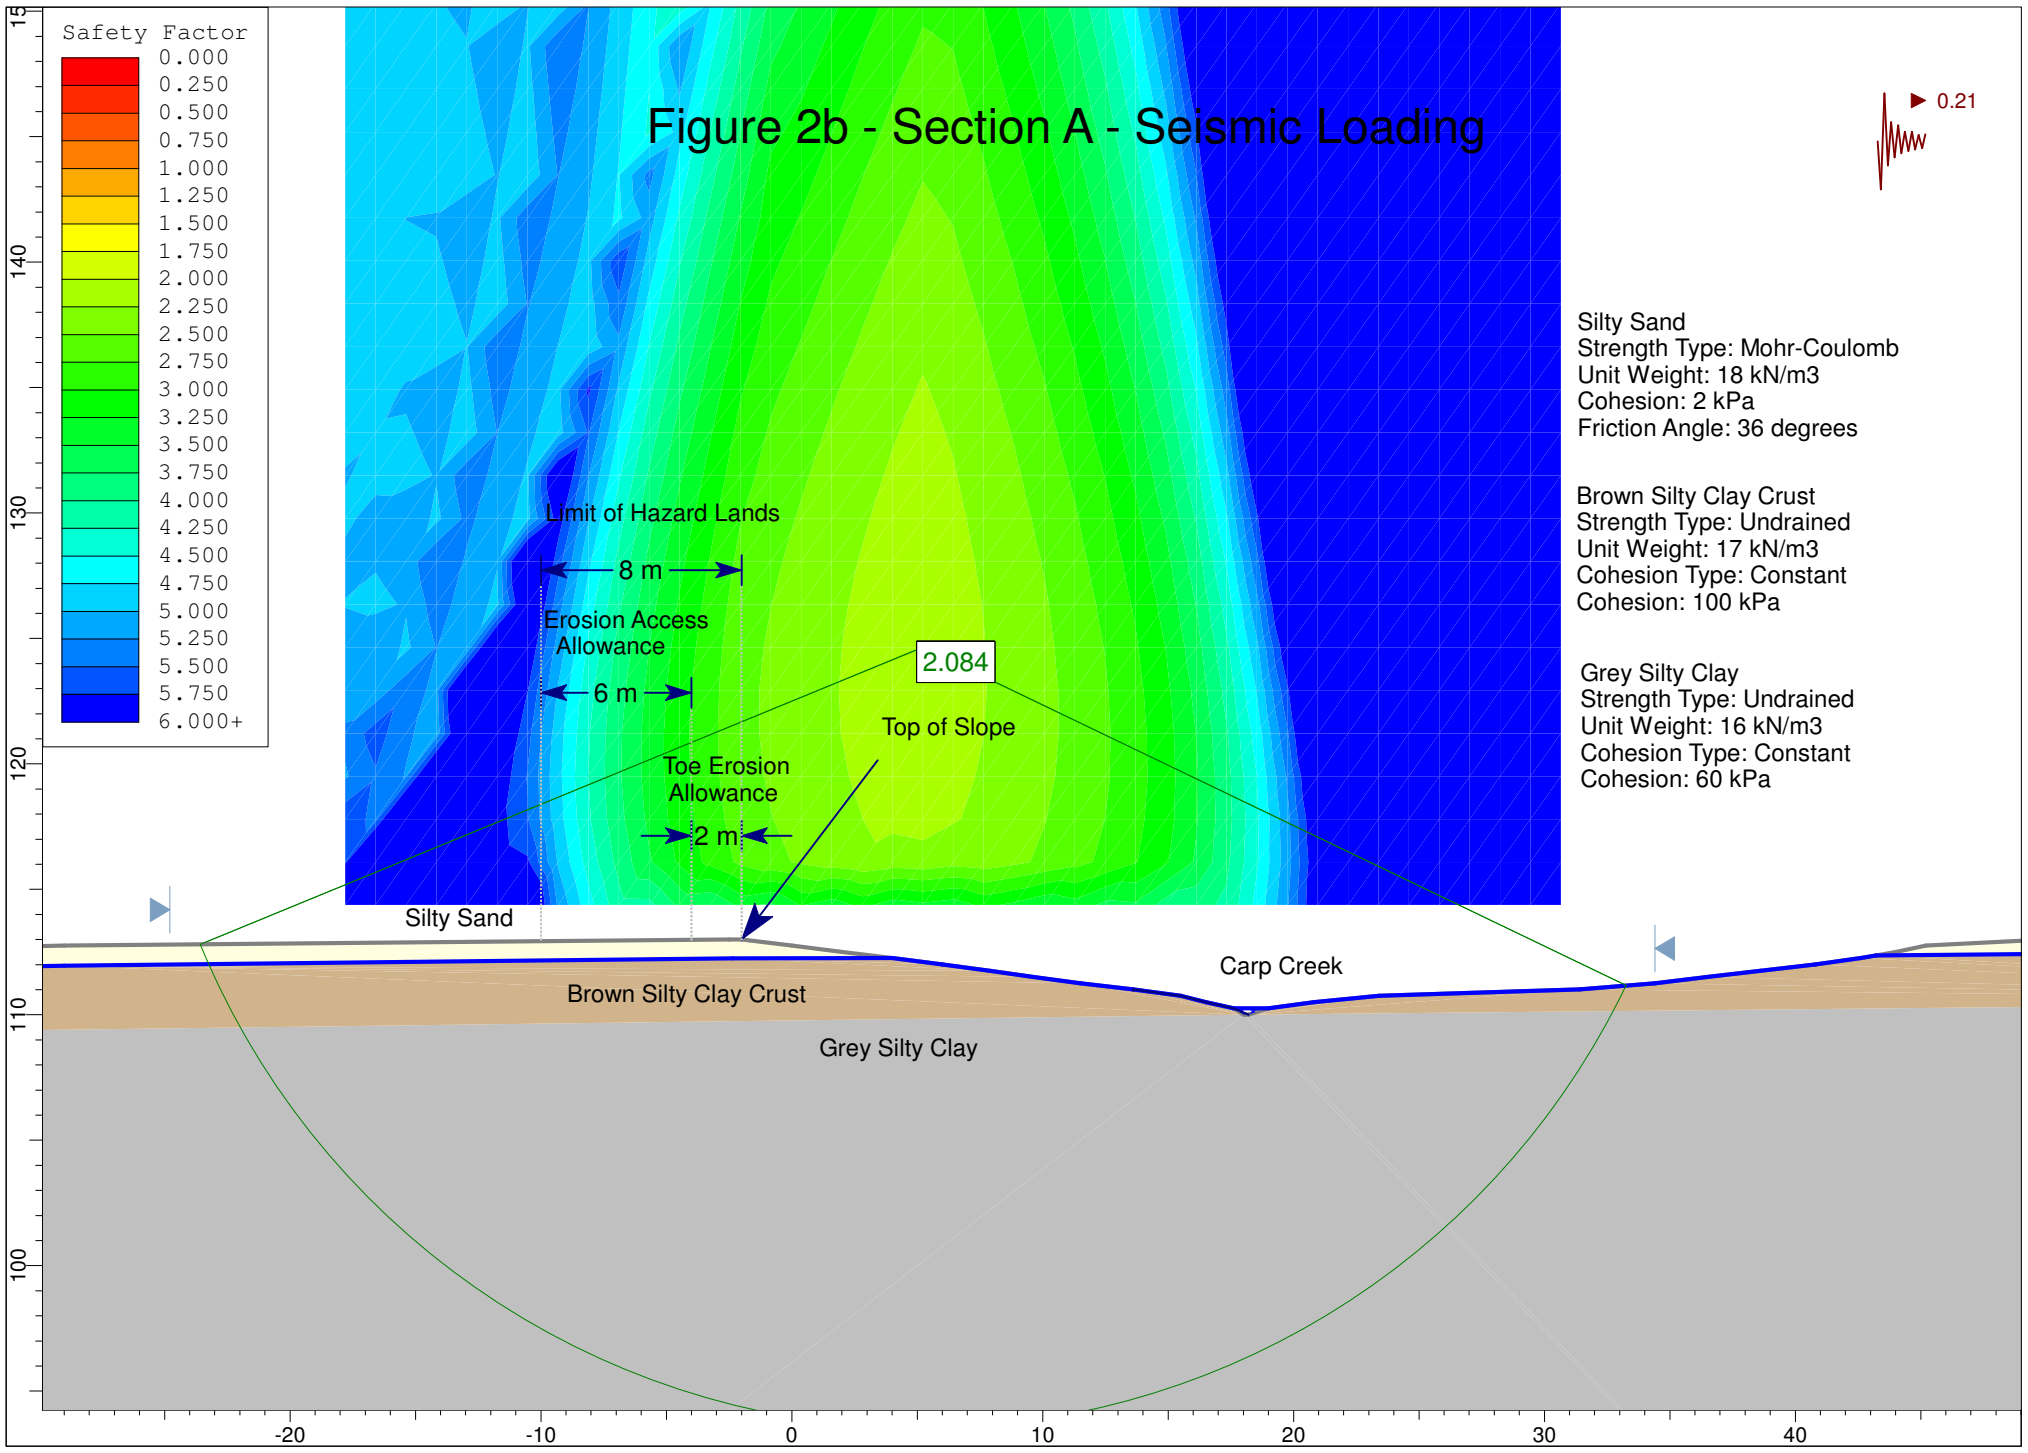 Safety Factor
0.000
0.250
0.500
0.750
1.000
1.250
1.500
1.750
2.000
2.250
2.500
2.750
3.000
3.250
3.500
3.750
4.000
4.250
4.500
4.750
5.000
5.250
5.500
5.750
6.000+
Figure 2b - Section A - Seismic Loading
0.21
Silty Sand
Strength Type: Mohr-Coulomb
Unit Weight: 18 kN/m3
Cohesion: 2 kPa
Friction Angle: 36 degrees
Brown Silty Clay Crust
Strength Type: Undrained
Unit Weight: 17 kN/m3
Cohesion Type: Constant
Cohesion: 100 kPa
Grey Silty Clay
Strength Type: Undrained
Unit Weight: 16 kN/m3
Cohesion Type: Constant
Cohesion: 60 kPa
Limit of Hazard Lands
8 m
Erosion Access
Allowance
6 m
2.084
Top of Slope
Toe Erosion
Allowance
2 m
Silty Sand
Carp Creek
Brown Silty Clay Crust
Grey Silty Clay
15
140
130
120
110
100
-20
-10
0
10
20
30
40